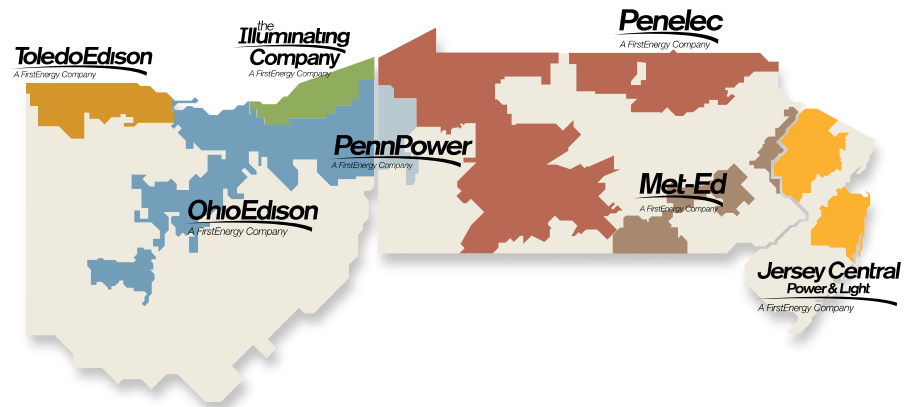 ToledoEdison
A FirstEnergy Company
the
Illuminating
Company
A FirstEnergy Company
Penelec
A FirstEnergy Company
PennPower
A FirstEnergy Company
Met-Ed
A FirstEnergy Company
OhioEdison
A FirstEnergy Company
Jersey Central
Power & Light
A FirstEnergy Company